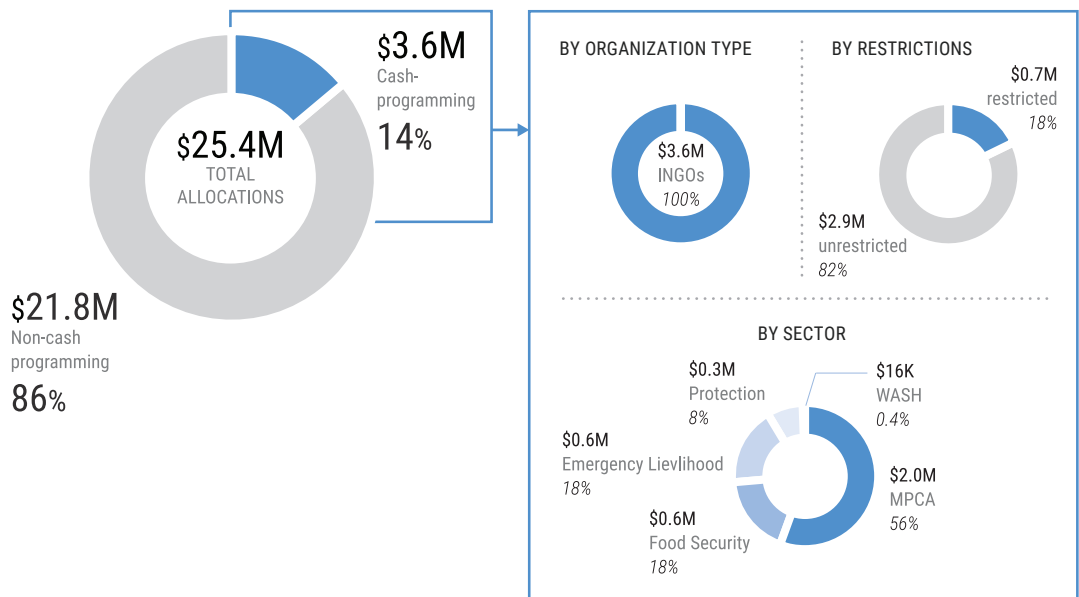 $3.6M
Cash-
programming
14%
$25.4M
TOTAL
ALLOCATIONS
$21.8M
Non-cash
programming
86%
BY ORGANIZATION TYPE
$3.6M
INGOs
100%
BY RESTRICTIONS
$0.7M
restricted
18%
$2.9M
unrestricted
82%
BY SECTOR
$0.3M
Protection
8%
$16K
WASH
0.4%
$0.6M
Emergency Lievlihood
18%
$2.0M
MPCA
56%
$0.6M
Food Security
18%